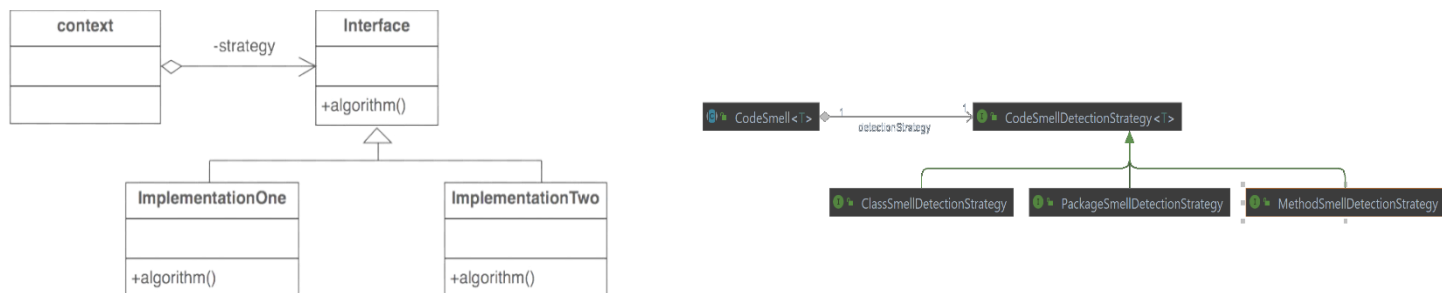 context
Interface
-strategy
+algorithm()
ImplementationOne
ImplementationTwo
+algorithm()
+algorithm()
CodeSmell<T>
1
1
CodeSmellDetectionStrategy<T>
detectionStrategy
ClassSmellDetectionStrategy
PackageSmellDetectionStrategy
MethodSmellDetectionStrategy